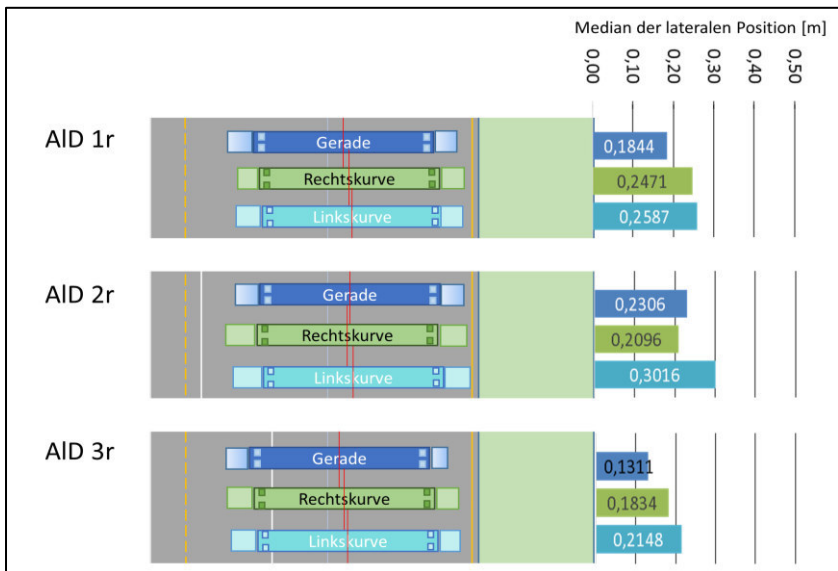 Median der lateralen Position [m]
0,00 0,10 0,20 0,30 0,40 0,50
AlD 1r
Gerade 0,1844
Rechtskurve 0,2471
Linkskurve 0,2587
AlD 2r
Gerade 0,2306
Rechtskurve 0,2096
Linkskurve 0,3016
AlD 3r
Gerade 0,1311
Rechtskurve 0,1834
Linkskurve 0,2148